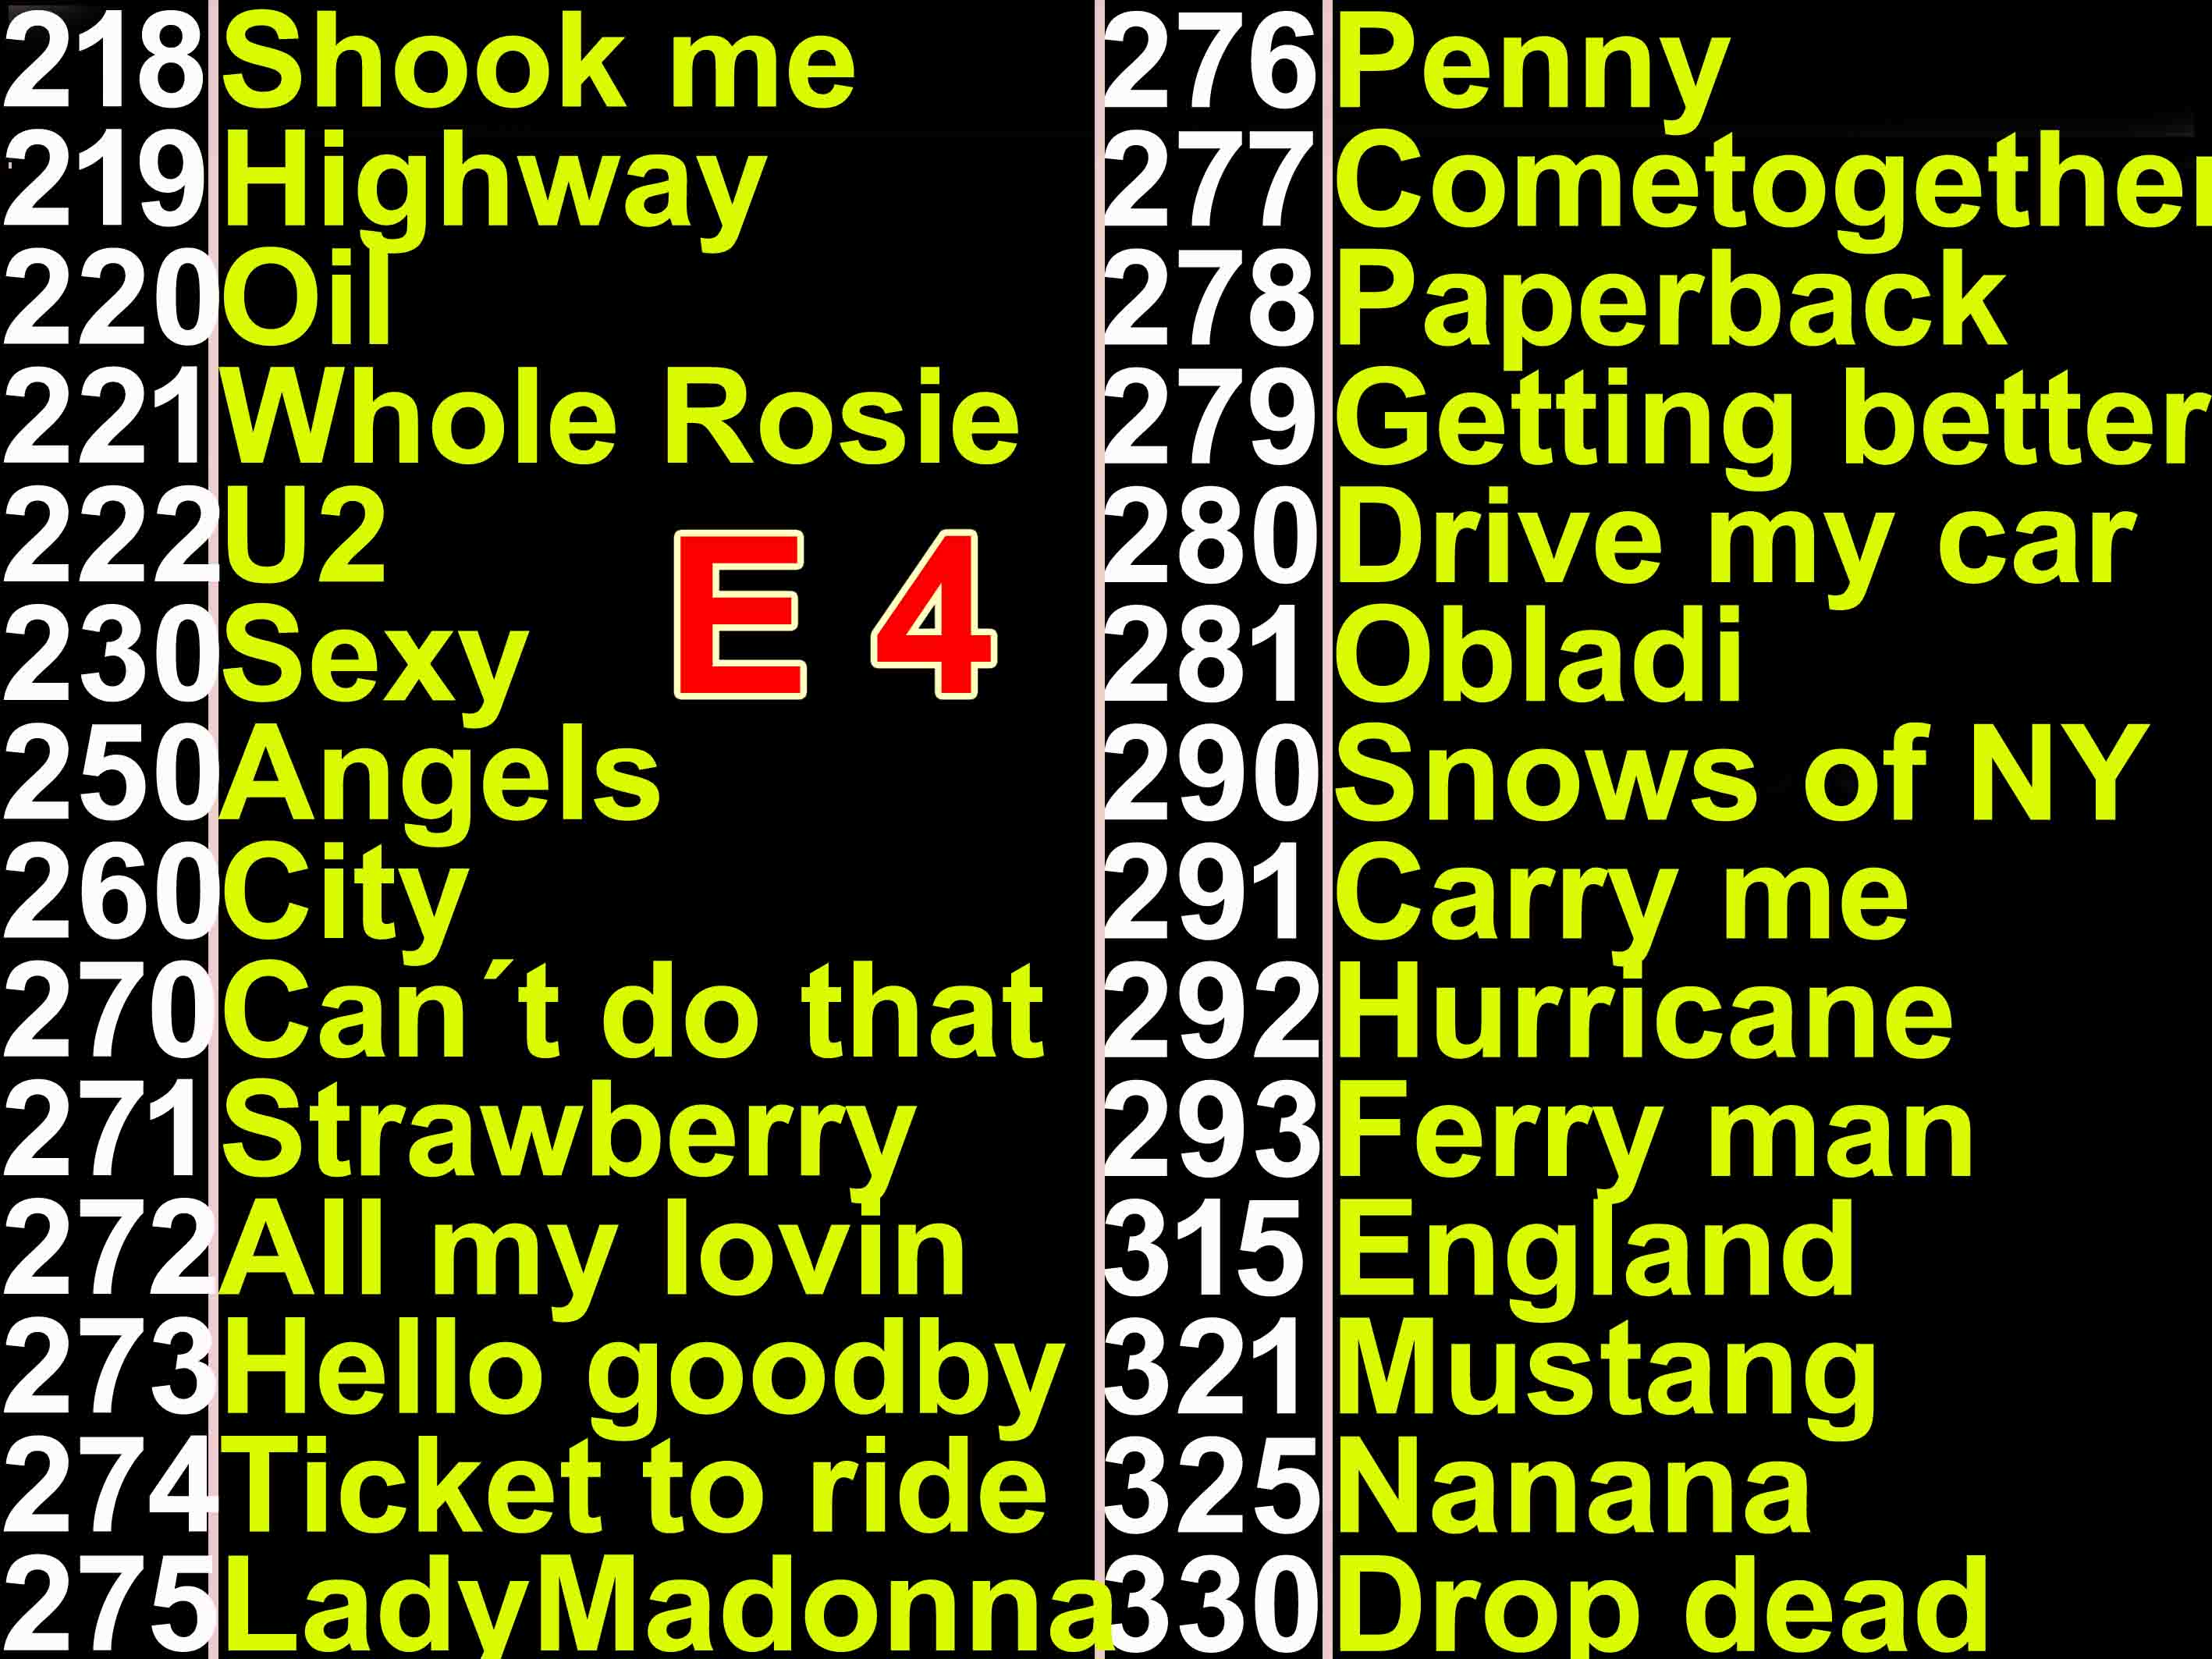 218 Shook me
219 Highway
220 Oil
221 Whole Rosie
222 U2
230 Sexy
E 4
250 Angels
260 City
270 Can´t do that
271 Strawberry
272 All my lovin
273 Hello goodby
274 Ticket to ride
275 LadyMadonna
276 Penny
277 Cometogether
278 Paperback
279 Getting better
280 Drive my car
281 Obladi
290 Snows of NY
291 Carry me
292 Hurricane
293 Ferry man
315 England
321 Mustang
325 Nanana
330 Drop dead